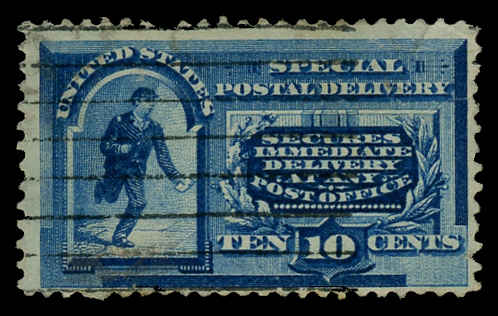 UNITED STATES
SPECIAL
POSTAL DELIVERY
SECURES
IMMEDIATE
DELIVERY
AT ANY
POST OFFICE
TEN 10 CENTS